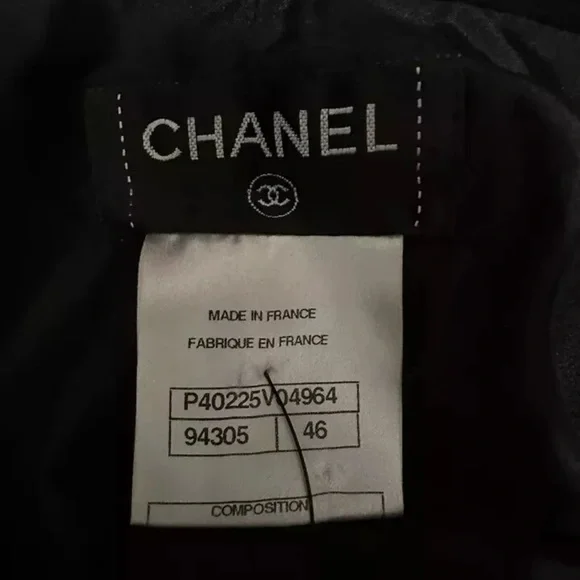 CHANEL
MADE IN FRANCE
FABRIQUE EN FRANCE
P40225V04964
94305 46
COMPOSITION